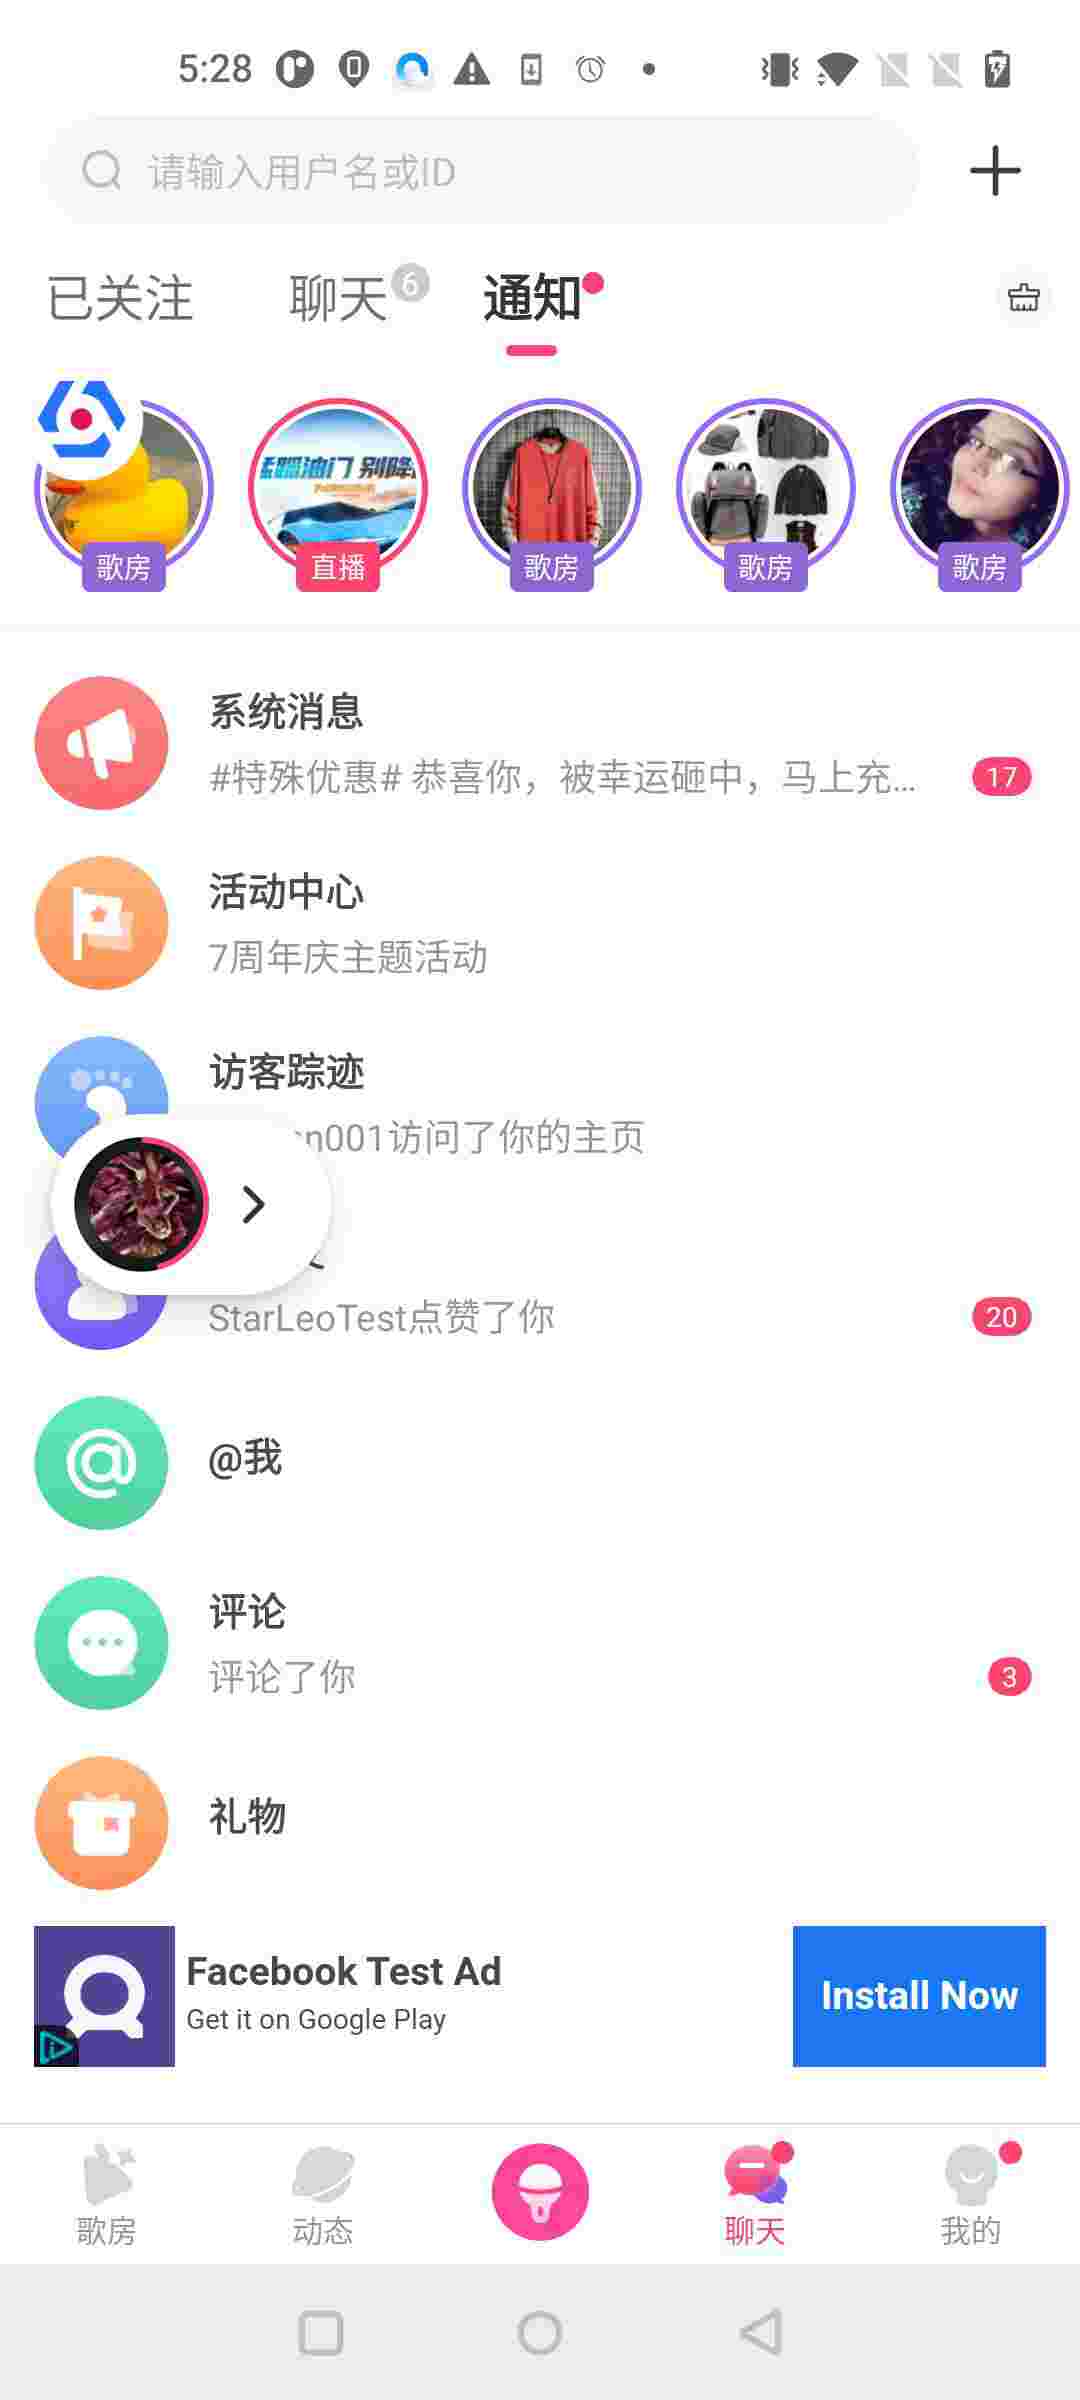 5:28
请输入用户名或ID
已关注
聊天
6
通知
猛踹油门 别降
歌房
直播
歌房
歌房
歌房
系统消息
#特殊优惠# 恭喜你，被幸运砸中，马上充...
17
活动中心
7周年庆主题活动
访客踪迹
n001访问了你的主页
StarLeoTest点赞了你
20
@我
评论
评论了你
3
礼物
Facebook Test Ad
Get it on Google Play
Install Now
歌房
动态
聊天
我的